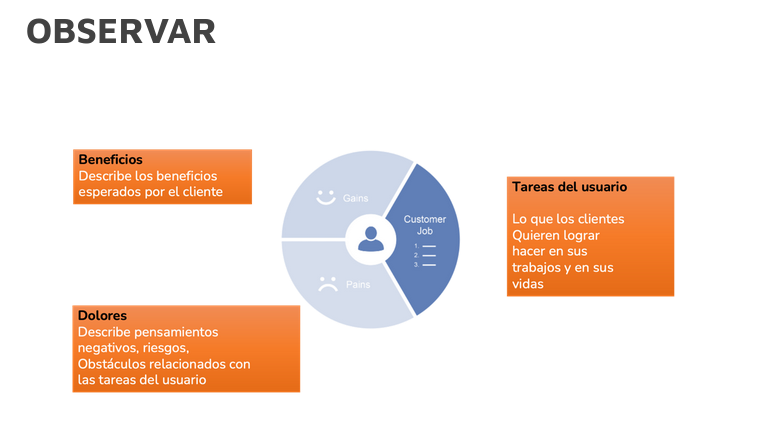 OBSERVAR
Beneficios
Describe los beneficios
esperados por el cliente
Gains
Customer
Job
1.
2.
3.
Pains
Tareas del usuario
Lo que los clientes
Quieren lograr
hacer en sus
trabajos y en sus
vidas
Dolores
Describe pensamientos
negativos, riesgos,
Obstáculos relacionados con
las tareas del usuario